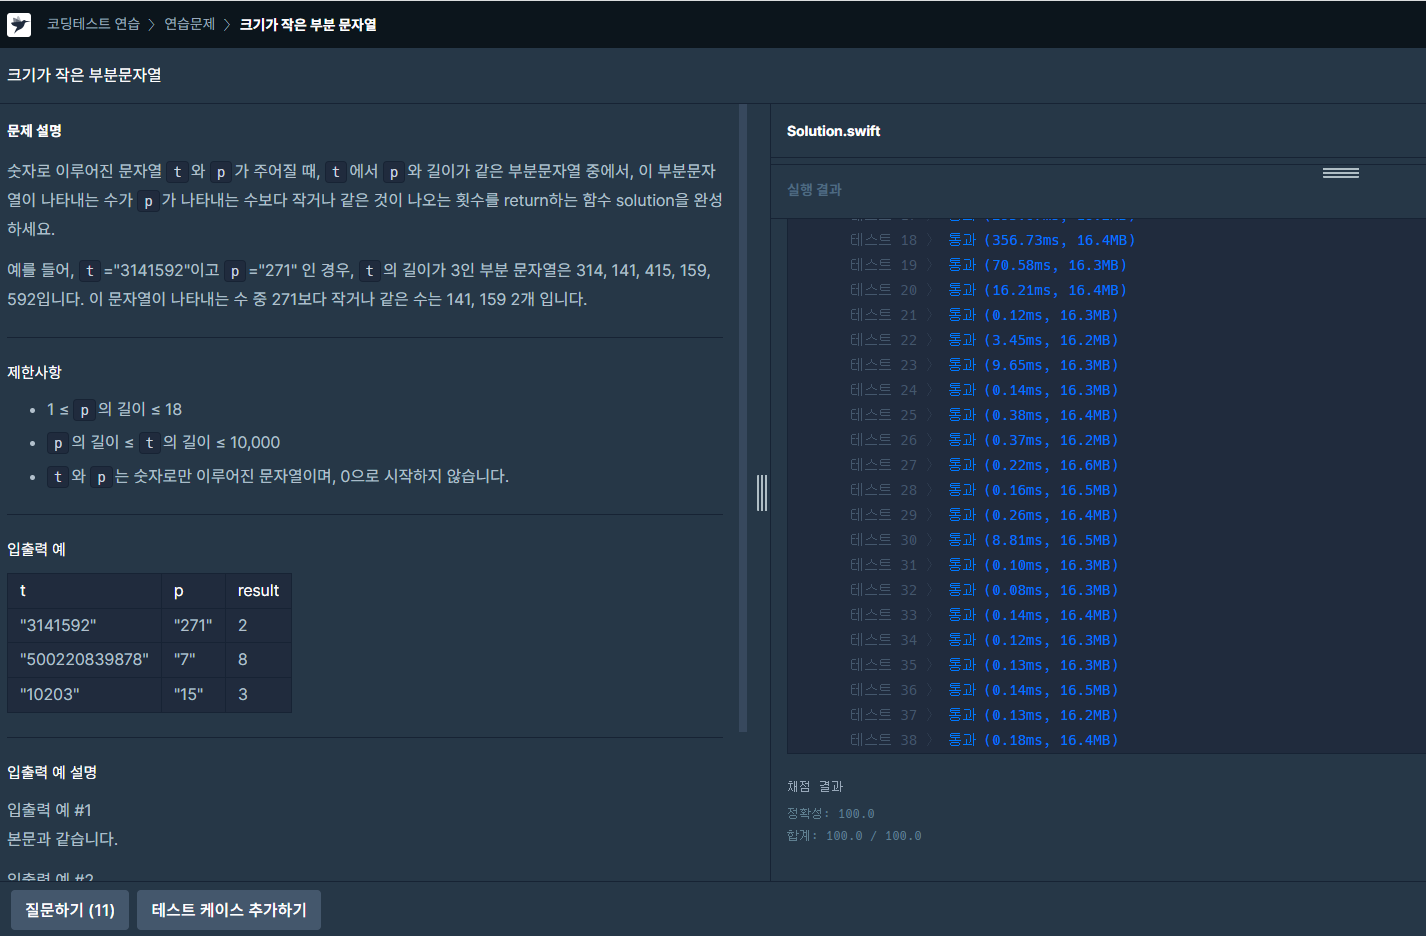 코딩테스트 연습 > 연습문제 > 크기가 작은 부분 문자열
크기가 작은 부분문자열
문제 설명
숫자로 이루어진 문자열 t 와 p 가 주어질 때, t 에서 p 와 길이가 같은 부분문자열 중에서, 이 부분문자
열이 나타내는 수가 p 가 나타내는 수보다 작거나 같은 것이 나오는 횟수를 return하는 함수 solution을 완성
하세요.
예를 들어, t ="3141592"이고 p ="271" 인 경우, t 의 길이가 3인 부분 문자열은 314, 141, 415, 159,
592입니다. 이 문자열이 나타내는 수 중 271보다 작거나 같은 수는 141, 159 2개 입니다.
제한사항
• 1 ≤ p 의 길이 ≤ 18
• p 의 길이 ≤ t 의 길이 ≤ 10,000
• t 와 p 는 숫자로만 이루어진 문자열이며, 0으로 시작하지 않습니다.
입출력 예
t p result
"3141592" "271" 2
"500220839878" "7" 8
"10203" "15" 3
입출력 예 설명
입출력 예 #1
본문과 같습니다.
입출력 예 #2
질문하기 (11) 테스트 케이스 추가하기
Solution.swift
실행 결과
테스트 18 > 통과 (356.73ms, 16.4MB)
테스트 19 > 통과 (70.58ms, 16.3MB)
테스트 20 > 통과 (16.21ms, 16.4MB)
테스트 21 > 통과 (0.12ms, 16.3MB)
테스트 22 > 통과 (3.45ms, 16.2MB)
테스트 23 > 통과 (9.65ms, 16.3MB)
테스트 24 > 통과 (0.14ms, 16.3MB)
테스트 25 > 통과 (0.38ms, 16.4MB)
테스트 26 > 통과 (0.37ms, 16.2MB)
테스트 27 > 통과 (0.22ms, 16.6MB)
테스트 28 > 통과 (0.16ms, 16.5MB)
테스트 29 > 통과 (0.26ms, 16.4MB)
테스트 30 > 통과 (8.81ms, 16.5MB)
테스트 31 > 통과 (0.10ms, 16.3MB)
테스트 32 > 통과 (0.08ms, 16.3MB)
테스트 33 > 통과 (0.14ms, 16.4MB)
테스트 34 > 통과 (0.12ms, 16.3MB)
테스트 35 > 통과 (0.13ms, 16.3MB)
테스트 36 > 통과 (0.14ms, 16.5MB)
테스트 37 > 통과 (0.13ms, 16.2MB)
테스트 38 > 통과 (0.18ms, 16.4MB)
채점 결과
정확성: 100.0
합계: 100.0 / 100.0